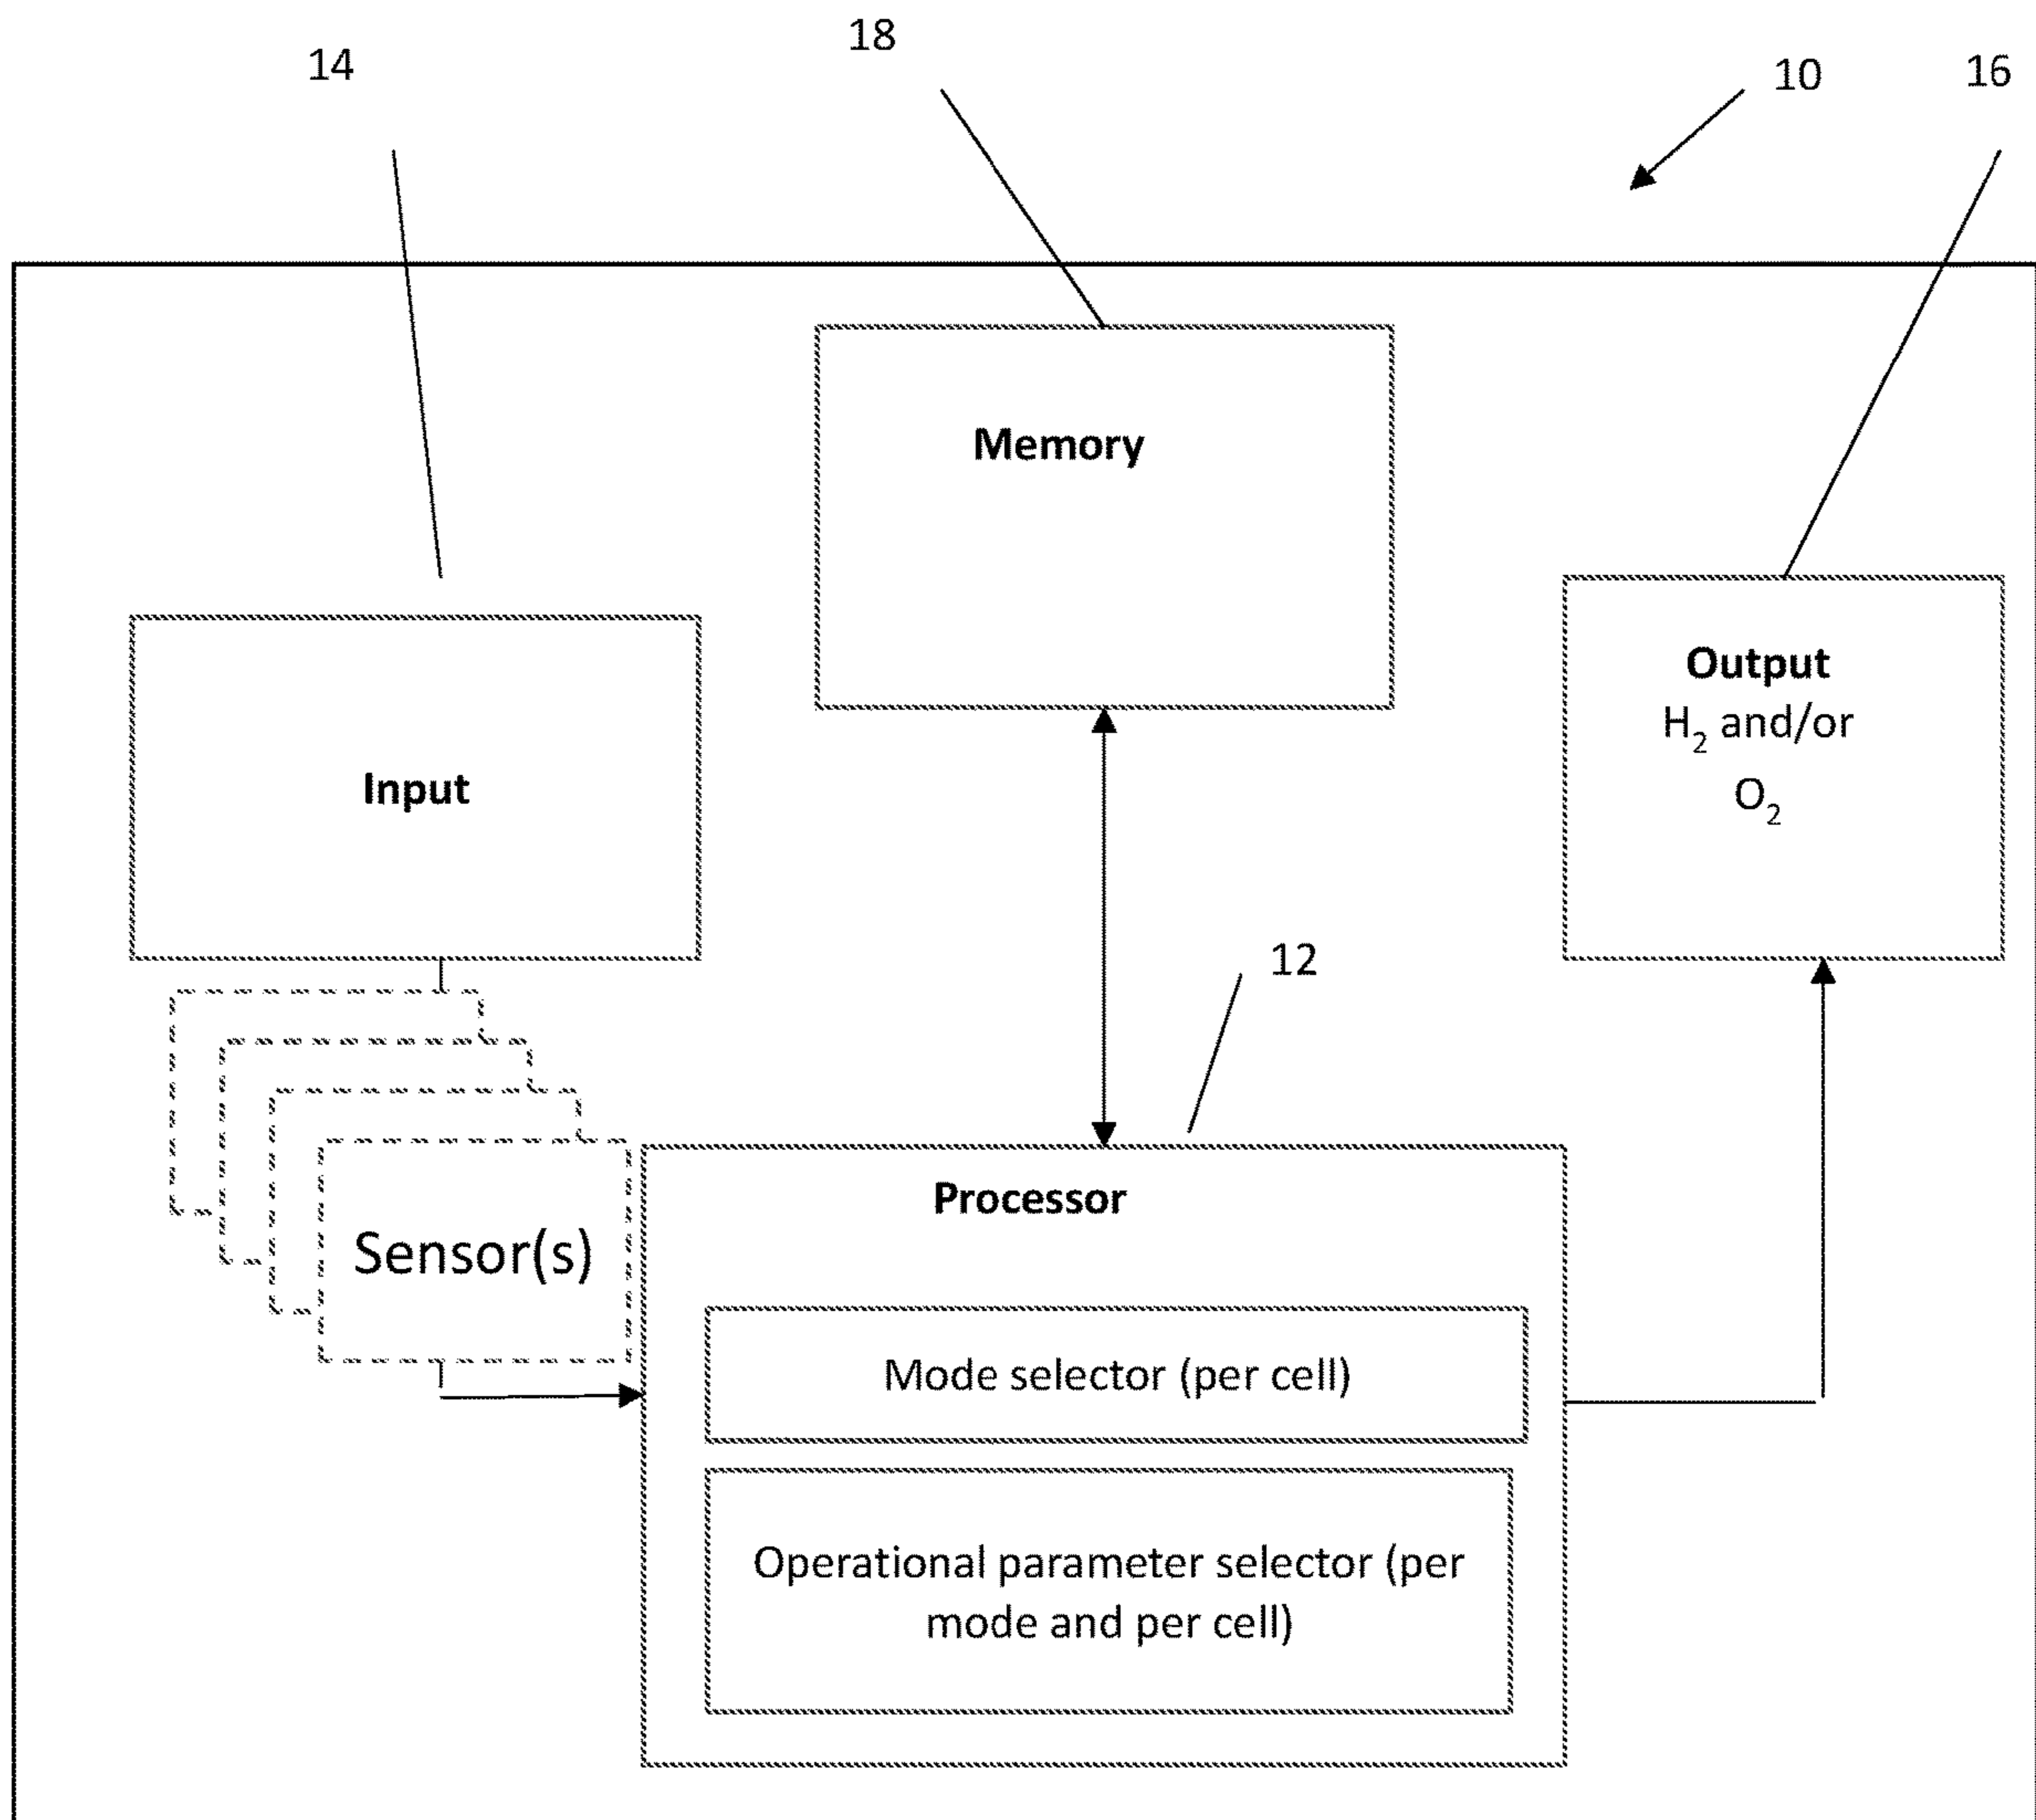 14
18
10
16
Memory
Output
H₂ and/or
O₂
Input
12
Processor
Sensor(s)
Mode selector (per cell)
Operational parameter selector (per
mode and per cell)